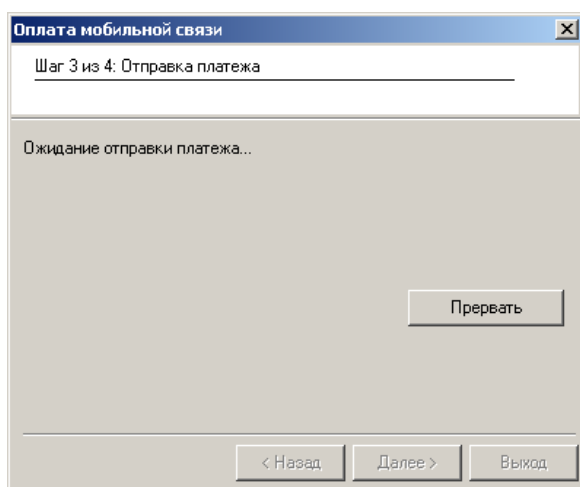 Оплата мобильной связи
Шаг 3 из 4: Отправка платежа
Ожидание отправки платежа...
Прервать
< Назад Далее > Выход